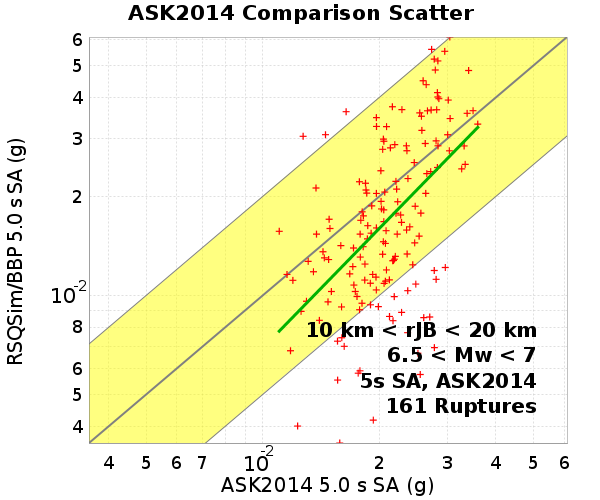 ASK2014 Comparison Scatter
RSQSim/BBP 5.0 s SA (g)
6
5
4
3
2
10-2
8
6
5
4
10 km < rJB < 20 km
6.5 < Mw < 7
5s SA, ASK2014
161 Ruptures
4 5 6 7 10-2 2 3 4 5 6
ASK2014 5.0 s SA (g)